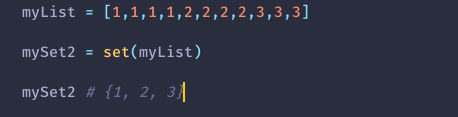 myList = [1,1,1,1,2,2,2,2,3,3,3]
mySet2 = set(myList)
mySet2 # {1, 2, 3}